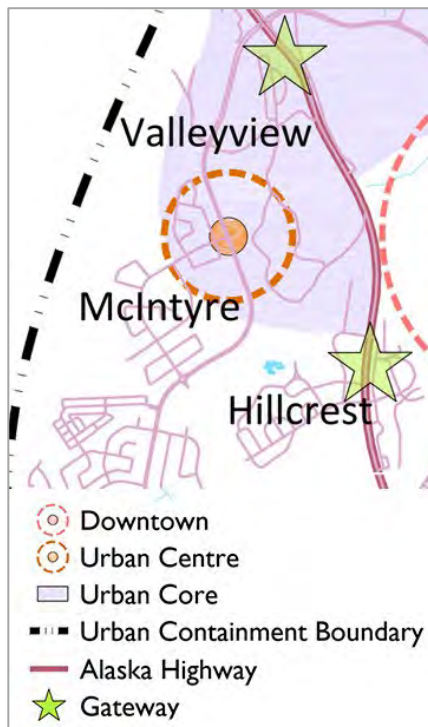 Valleyview
McIntyre
Hillcrest
Downtown
Urban Centre
Urban Core
Urban Containment Boundary
Alaska Highway
Gateway